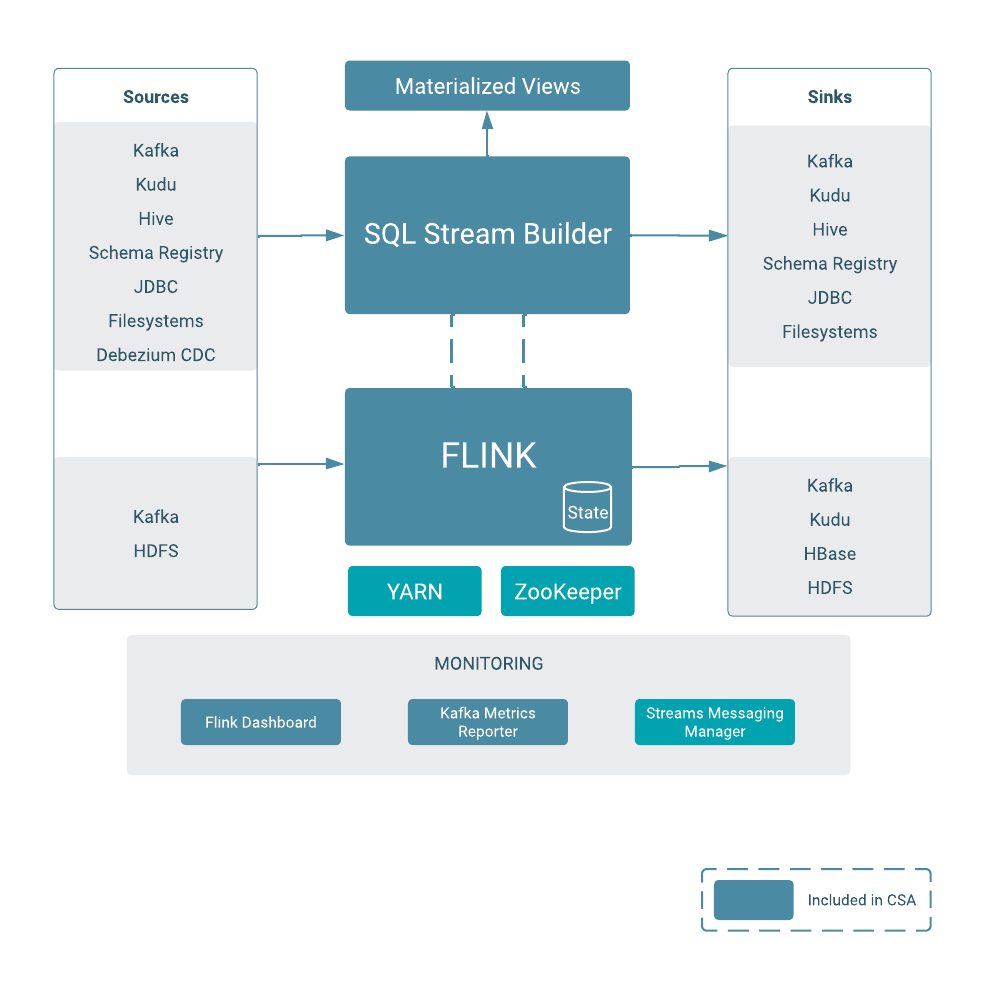 Sources
Kafka
Kudu
Hive
Schema Registry
JDBC
Filesystems
Debezium CDC
Kafka
HDFS
Materialized Views
SQL Stream Builder
FLINK
State
YARN
ZooKeeper
Sinks
Kafka
Kudu
Hive
Schema Registry
JDBC
Filesystems
Kafka
Kudu
HBase
HDFS
MONITORING
Flink Dashboard
Kafka Metrics
Reporter
Streams Messaging
Manager
Included in CSA